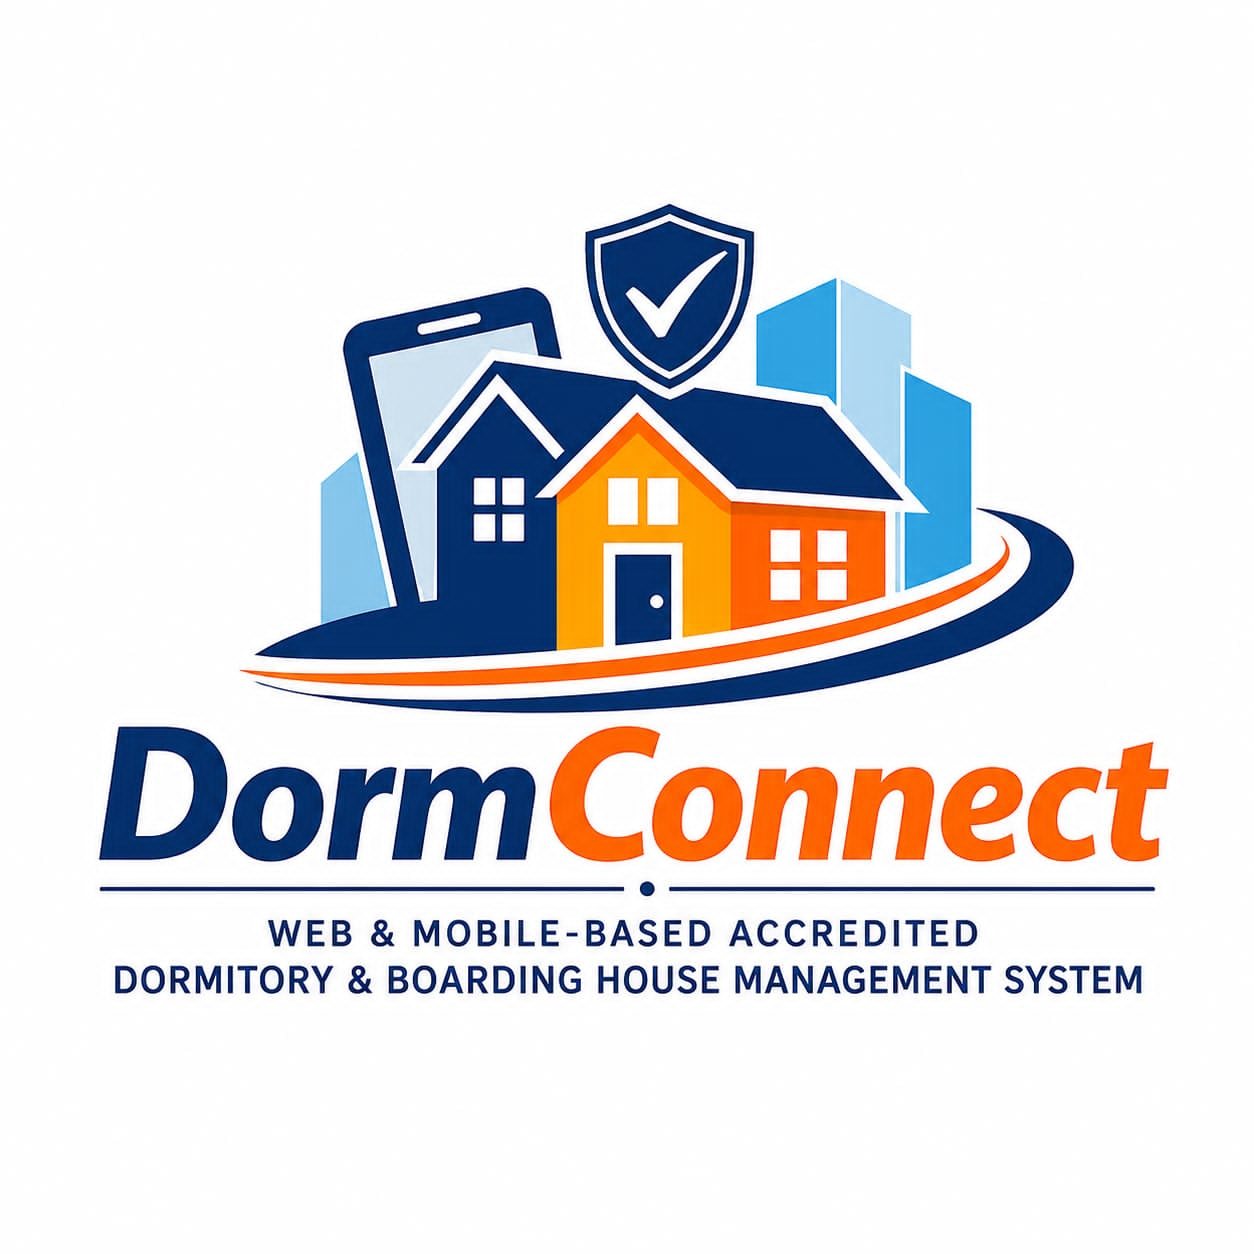 DormConnect
WEB & MOBILE-BASED ACCREDITED
DORMITORY & BOARDING HOUSE MANAGEMENT SYSTEM